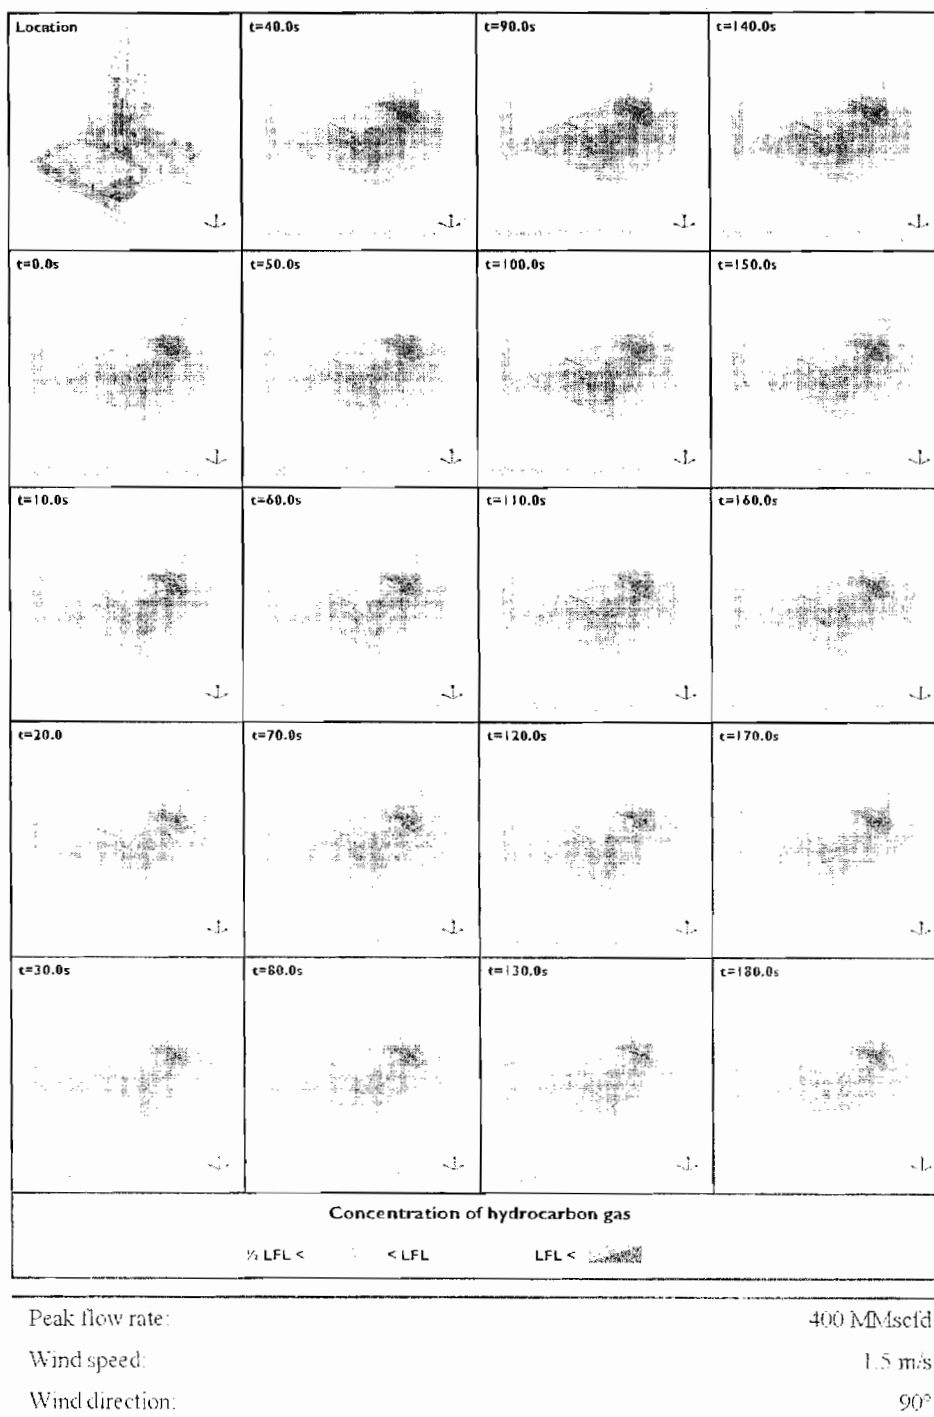 Location t=40.0s t=90.0s t=140.0s
t=0.0s t=50.0s t=100.0s t=150.0s
t=10.0s t=60.0s t=110.0s t=160.0s
t=20.0 t=70.0s t=120.0s t=170.0s
t=30.0s t=80.0s t=130.0s t=180.0s
Concentration of hydrocarbon gas
½ LFL < < LFL LFL <
Peak flow rate: 400 MMscfd
Wind speed: 1.5 m/s
Wind direction: 90°